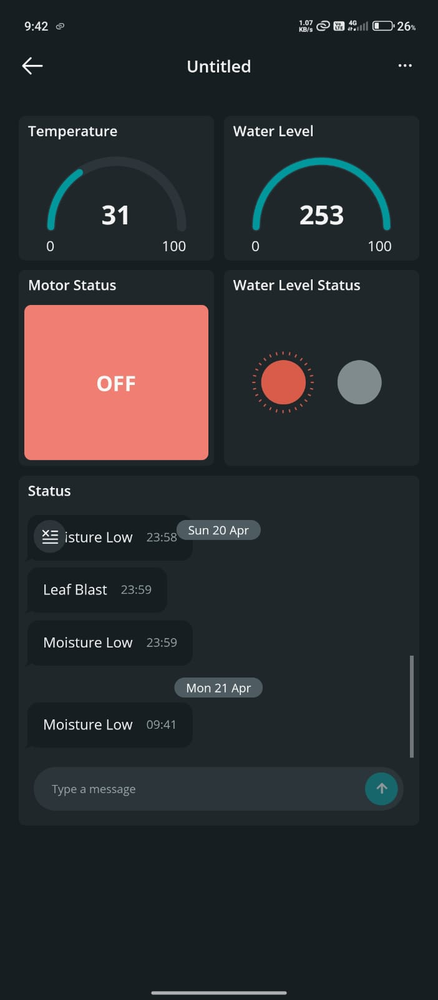 9:42
1.07 KB/s Vo LTE 4G 26%
Untitled
Temperature
31
0 100
Water Level
253
0 100
Motor Status
OFF
Water Level Status
Status
isture Low 23:58
Sun 20 Apr
Leaf Blast 23:59
Moisture Low 23:59
Mon 21 Apr
Moisture Low 09:41
Type a message